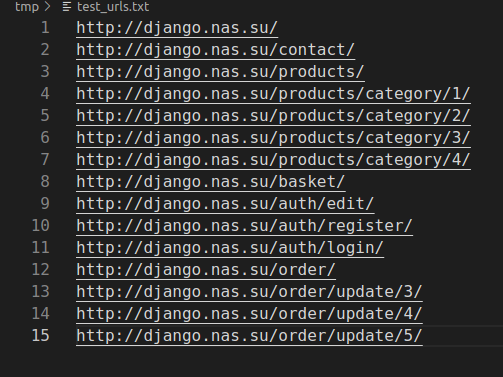 tmp > test_urls.txt
1 http://django.nas.su/
2 http://django.nas.su/contact/
3 http://django.nas.su/products/
4 http://django.nas.su/products/category/1/
5 http://django.nas.su/products/category/2/
6 http://django.nas.su/products/category/3/
7 http://django.nas.su/products/category/4/
8 http://django.nas.su/basket/
9 http://django.nas.su/auth/edit/
10 http://django.nas.su/auth/register/
11 http://django.nas.su/auth/login/
12 http://django.nas.su/order/
13 http://django.nas.su/order/update/3/
14 http://django.nas.su/order/update/4/
15 http://django.nas.su/order/update/5/